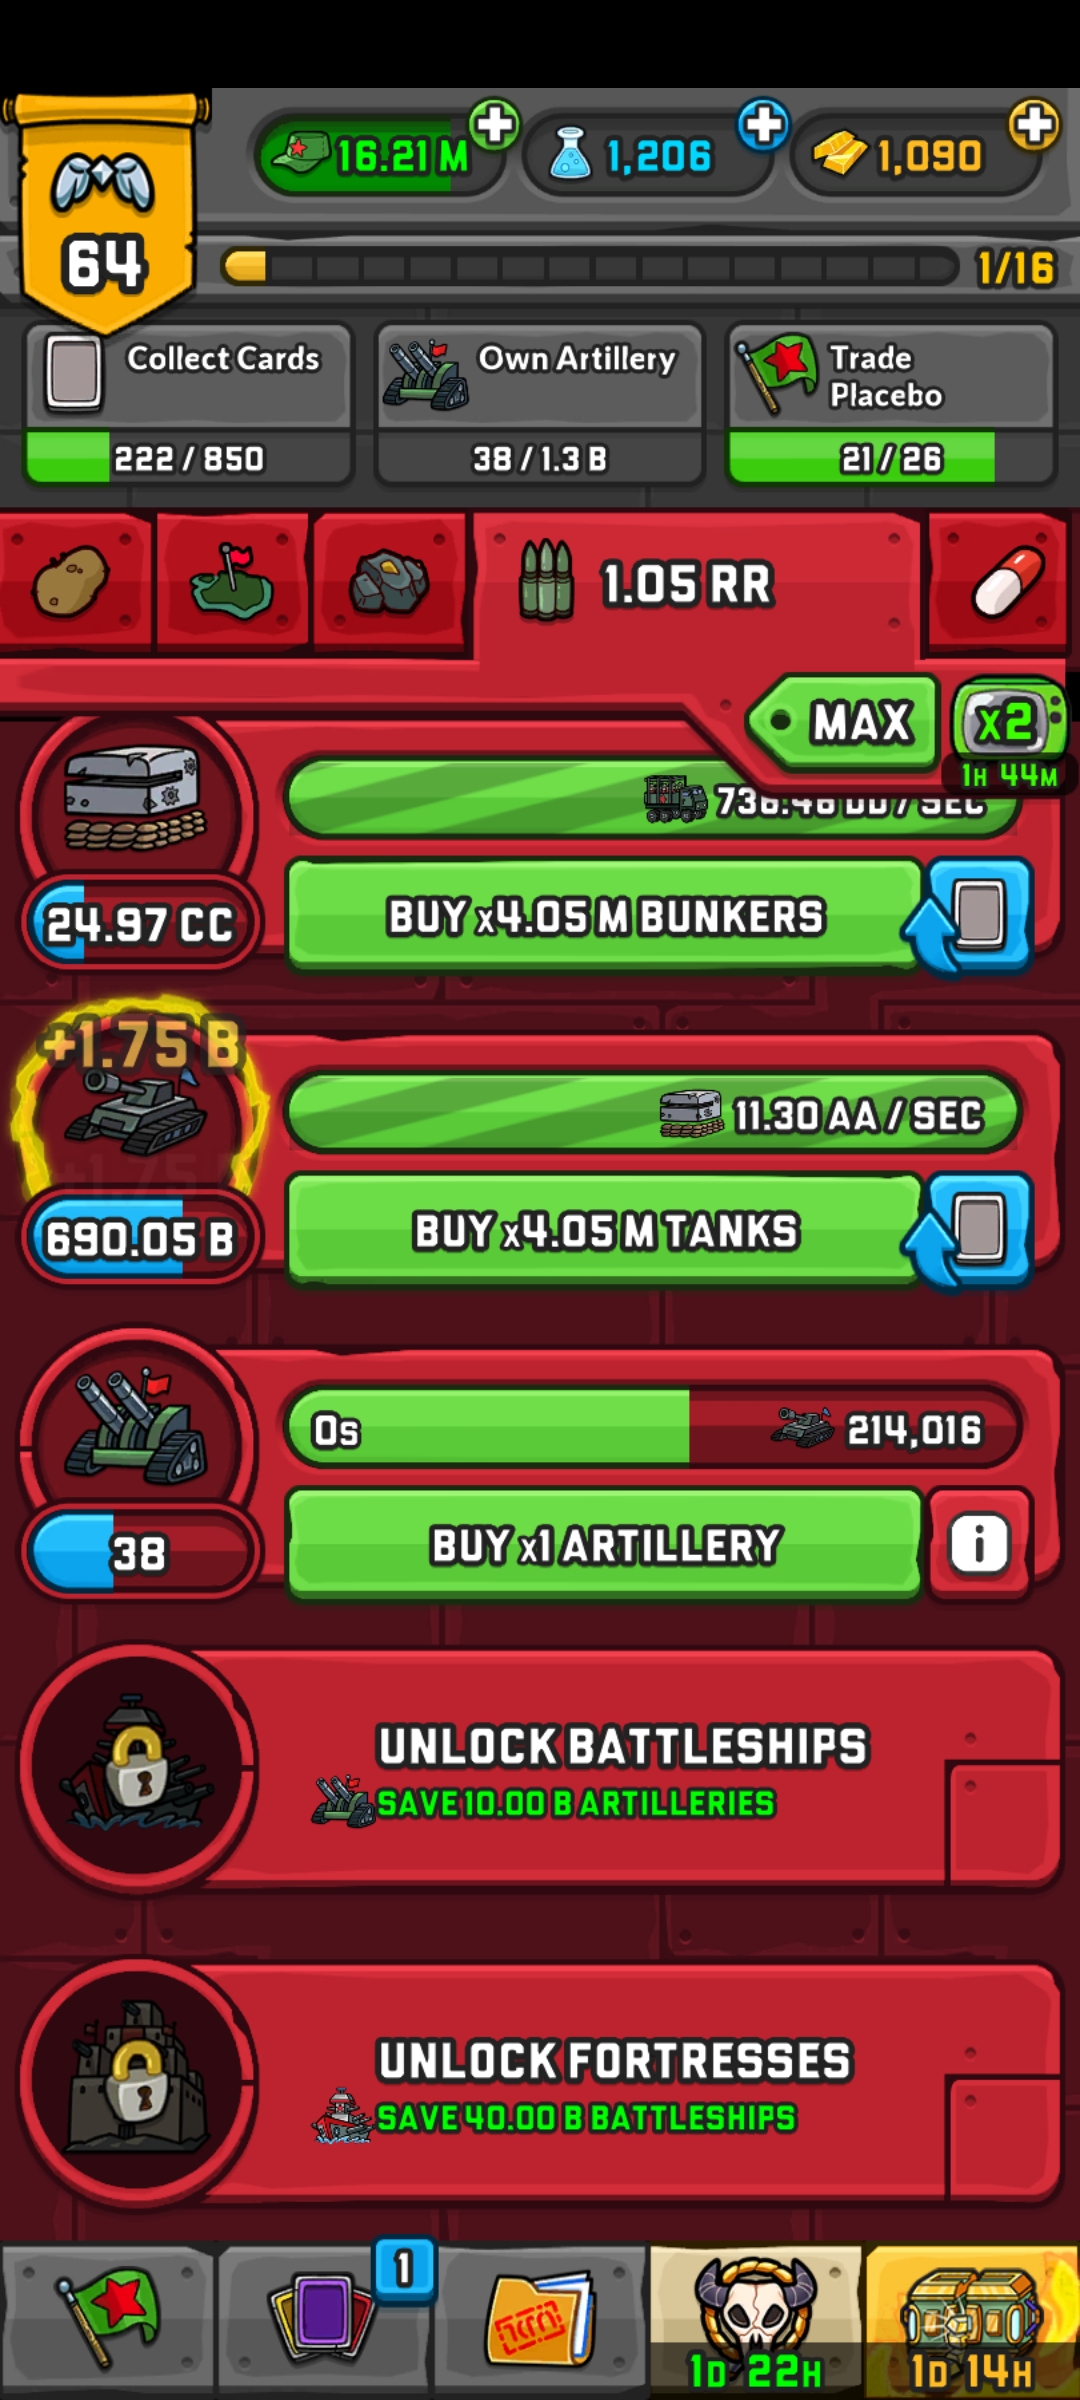 16.21 M
1,206
1,090
64
1/16
Collect Cards
Own Artillery
Trade
Placebo
222 / 850
38 / 1.3 B
21 / 26
1.05 RR
MAX
x2
1H 44M
24.97 CC
BUY x4.05 M BUNKERS
+1.75 B
11.30 AA / SEC
690.05 B
BUY x4.05 M TANKS
0s
214,016
38
BUY x1 ARTILLERY
i
UNLOCK BATTLESHIPS
SAVE 10.00 B ARTILLERIES
UNLOCK FORTRESSES
SAVE 40.00 B BATTLESHIPS
1
1D 22H
1D 14H